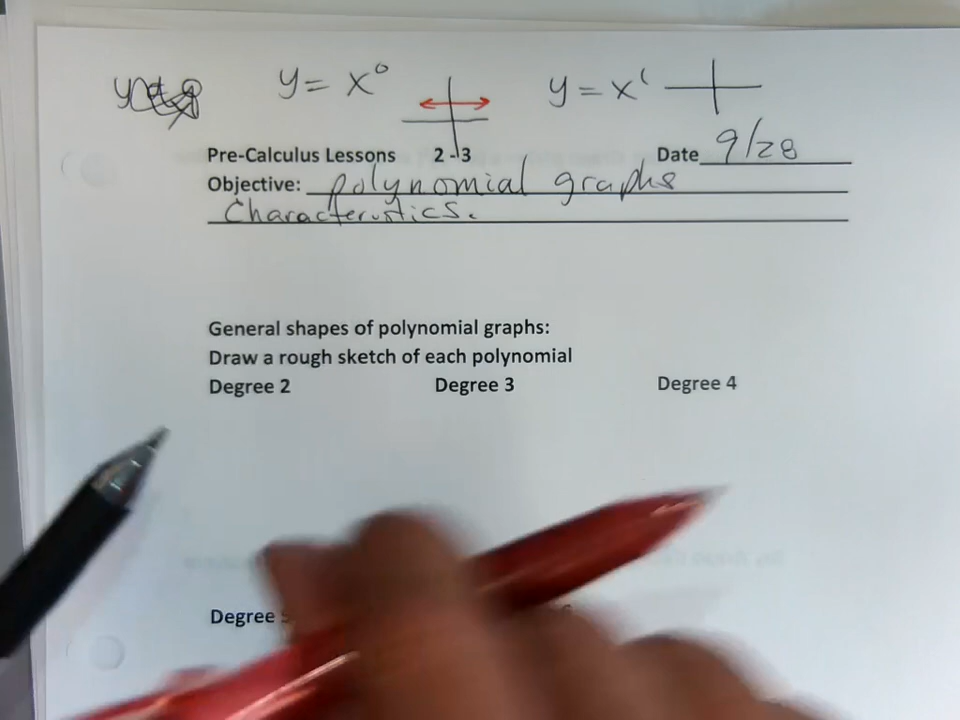 y = x⁰ y = x¹
Pre-Calculus Lessons 2-3 Date 9/28
Objective: polynomial graphs
Characteristics.
General shapes of polynomial graphs:
Draw a rough sketch of each polynomial
Degree 2 Degree 3 Degree 4
Degree